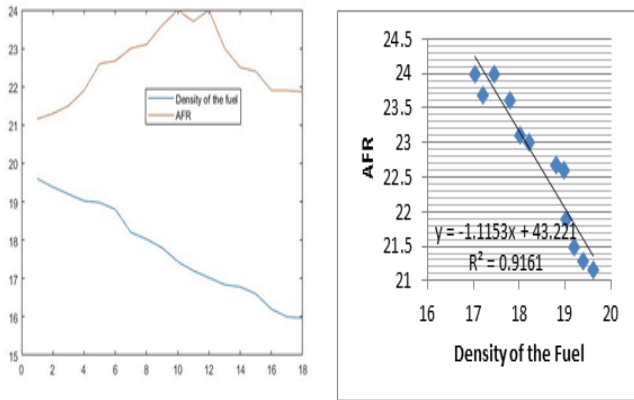 24
23
22
21
20
19
18
17
16
15
0 2 4 6 8 10 12 14 16 18
Density of the fuel
AFR
24.5
24
23.5
23
22.5
22
21.5
21
AFR
y = -1.1153x + 43.221
R² = 0.9161
16 17 18 19 20
Density of the Fuel